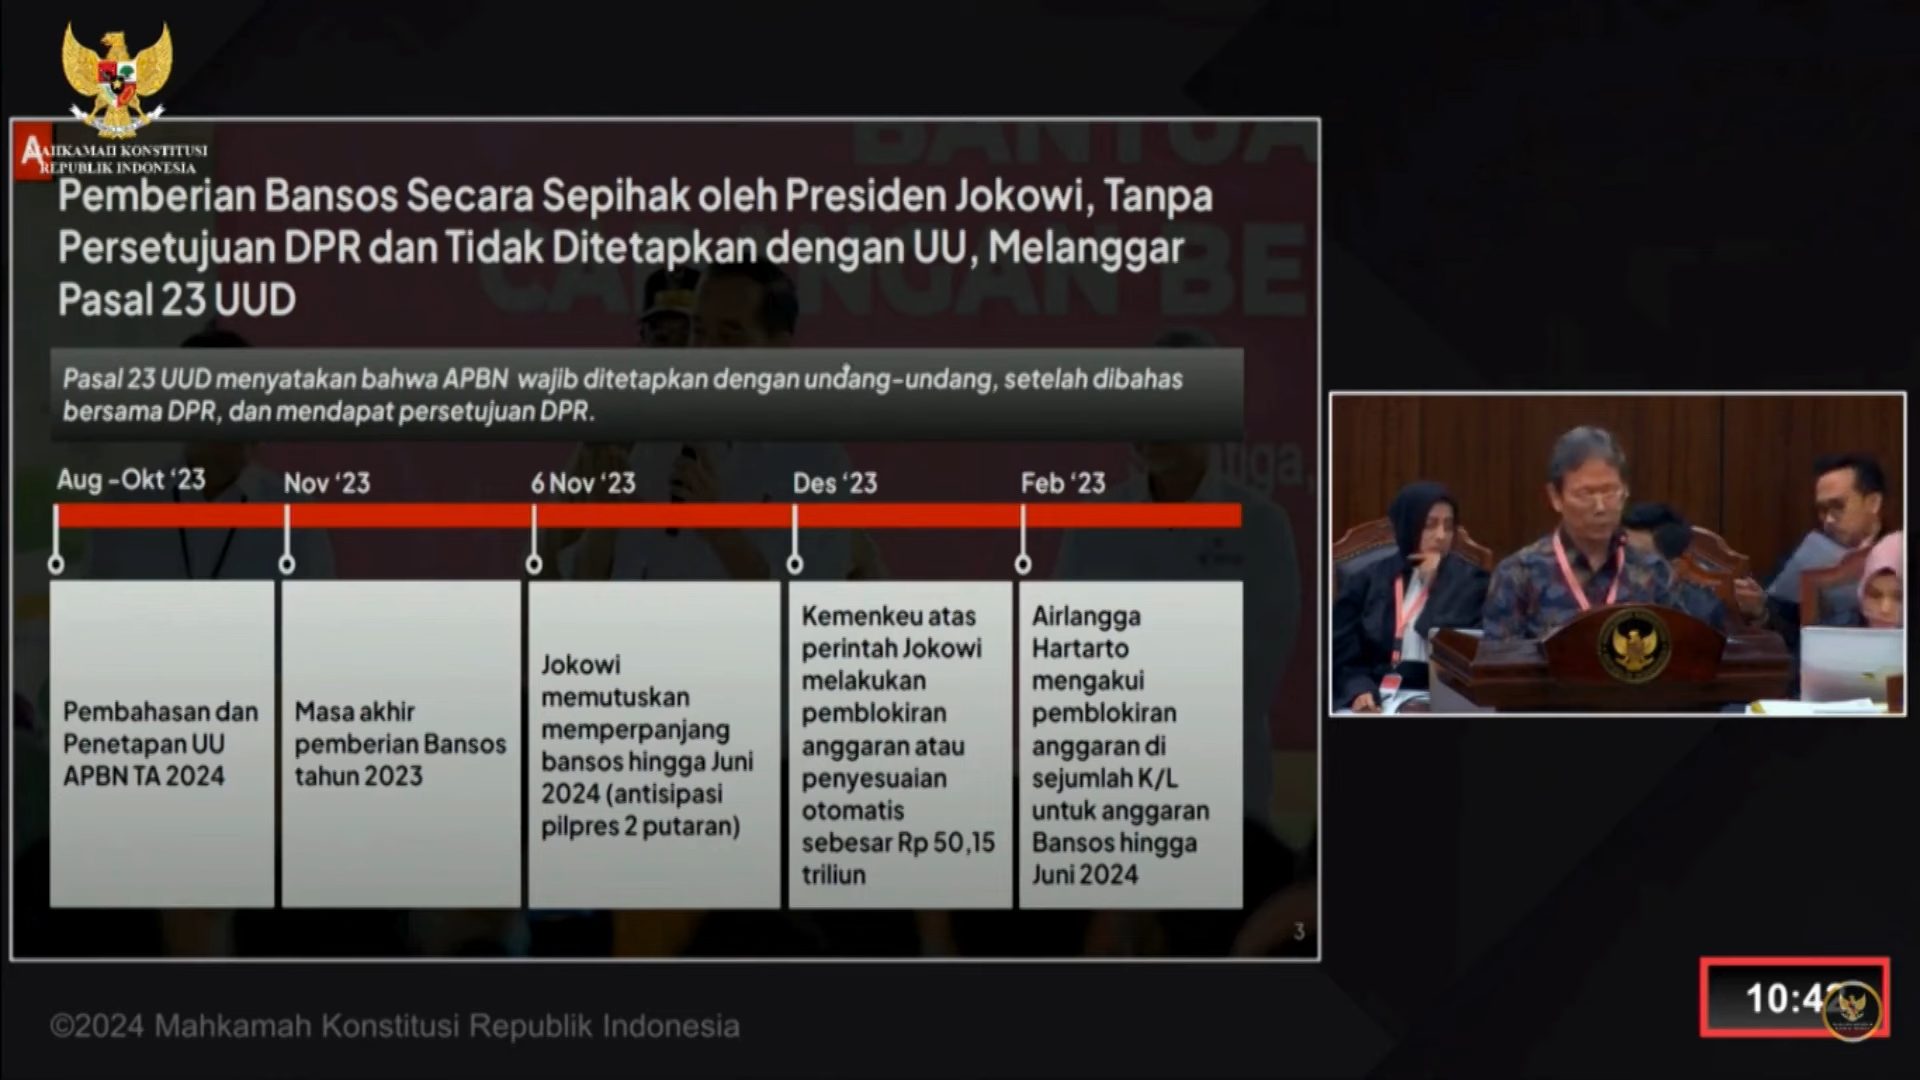 MAHKAMAH KONSTITUSI
REPUBLIK INDONESIA
A
Pemberian Bansos Secara Sepihak oleh Presiden Jokowi, Tanpa
Persetujuan DPR dan Tidak Ditetapkan dengan UU, Melanggar
Pasal 23 UUD
Pasal 23 UUD menyatakan bahwa APBN wajib ditetapkan dengan undang-undang, setelah dibahas
bersama DPR, dan mendapat persetujuan DPR.
Aug -Okt ‘23
Pembahasan dan
Penetapan UU
APBN TA 2024
Nov ‘23
Masa akhir
pemberian Bansos
tahun 2023
6 Nov ‘23
Jokowi
memutuskan
memperpanjang
bansos hingga Juni
2024 (antisipasi
pilpres 2 putaran)
Des ‘23
Kemenkeu atas
perintah Jokowi
melakukan
pemblokiran
anggaran atau
penyesuaian
otomatis
sebesar Rp 50,15
triliun
Feb ‘23
Airlangga
Hartarto
mengakui
pemblokiran
anggaran di
sejumlah K/L
untuk anggaran
Bansos hingga
Juni 2024
3
©2024 Mahkamah Konstitusi Republik Indonesia